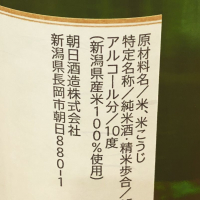 原材料名／米、米こうじ
特定名称／純米酒・精米歩合／
アルコール分／10度
(新潟県産米100%使用)
朝日酒造株式会社
新潟県長岡市朝日880-1